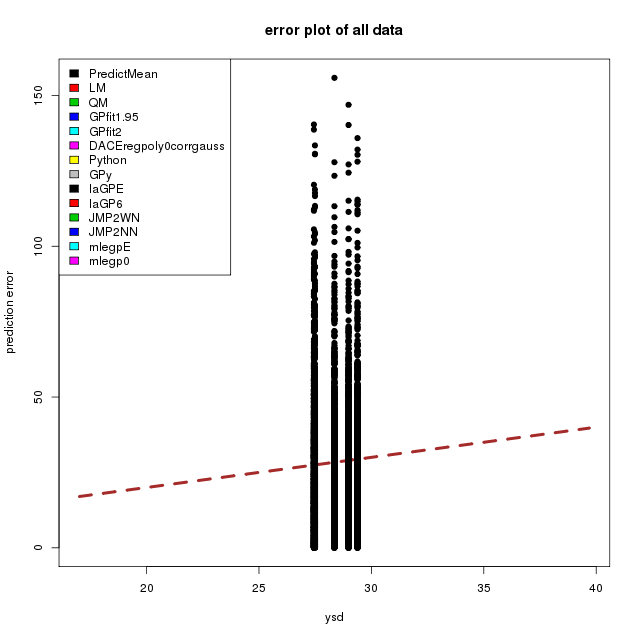 error plot of all data
PredictMean
LM
QM
GPfit1.95
GPfit2
DACEregpoly0corrgauss
Python
GPy
laGPE
laGP6
JMP2WN
JMP2NN
mlegpE
mlegp0
prediction error
0
50
100
150
20
25
30
35
40
ysd